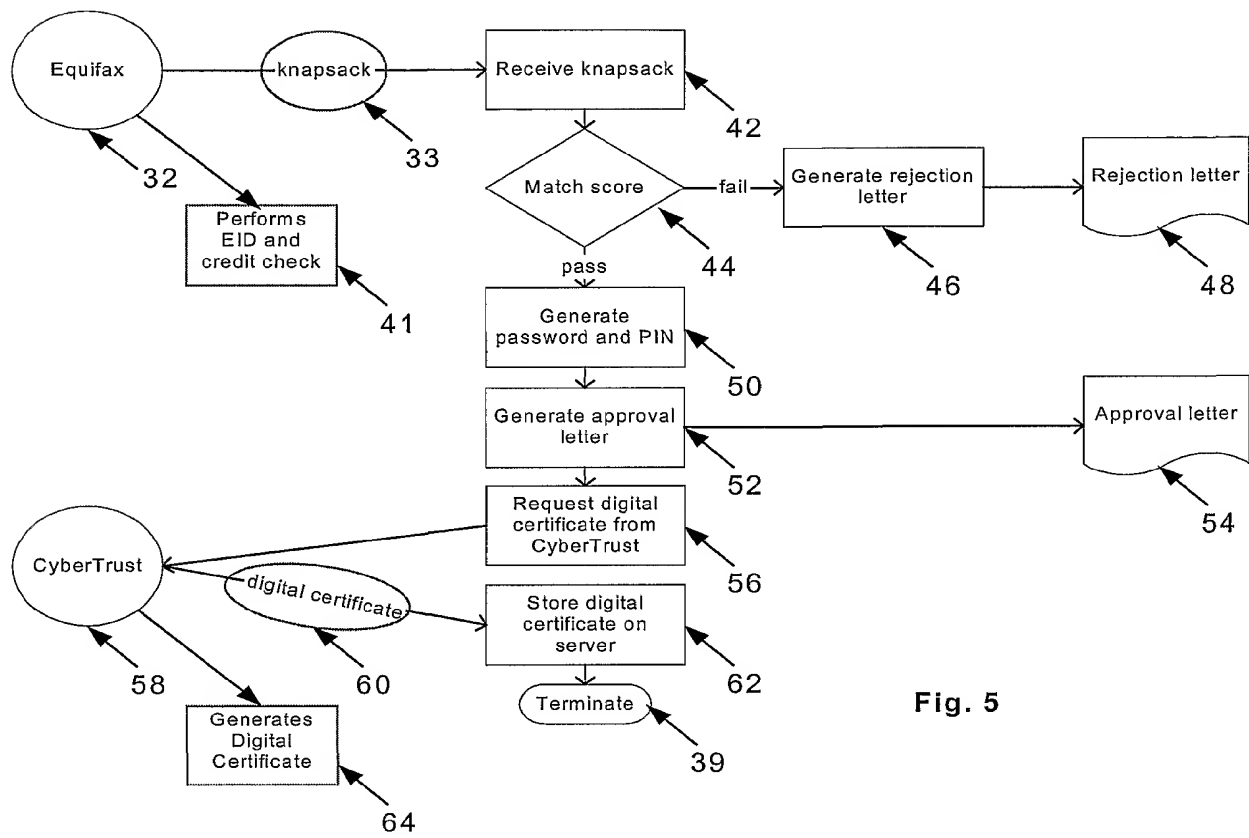 Equifax
knapsack
Receive knapsack
42
33
32
Match score
fail
Generate rejection
letter
Rejection letter
Performs
EID and
credit check
44
46
48
pass
41
Generate
password and PIN
50
Generate approval
letter
Approval letter
52
54
Request digital
certificate from
CyberTrust
56
CyberTrust
digital certificate
Store digital
certificate on
server
58
60
62
Terminate
39
Generates
Digital
Certificate
64
Fig. 5